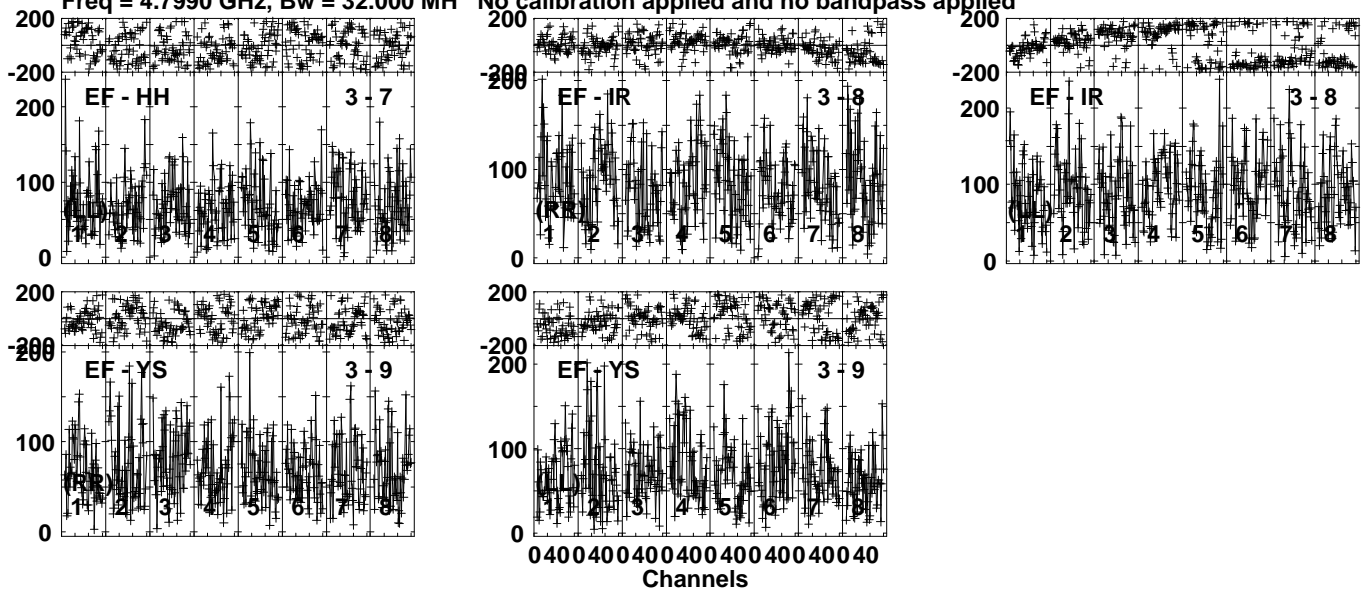 Freq = 4.7990 GHz, Bw = 32.000 MH No calibration applied and no bandpass applied
200 200 200
-200 -200 -200
EF - HH 3 - 7 EF - IR 3 - 8 EF - IR 3 - 8
200 200 200
100 100 100
(LL) (RR) (LL)
1 2 3 4 5 6 7 8 1 2 3 4 5 6 7 8 1 2 3 4 5 6 7 8
0 0 0
200 200
-200 -200
200 200
EF - YS 3 - 9 EF - YS 3 - 9
100 100
(RR) (LL)
1 2 3 4 5 6 7 8 1 2 3 4 5 6 7 8
0 0
0 40 0 40 0 40 0 40 0 40 0 40 0 40 0 40
Channels